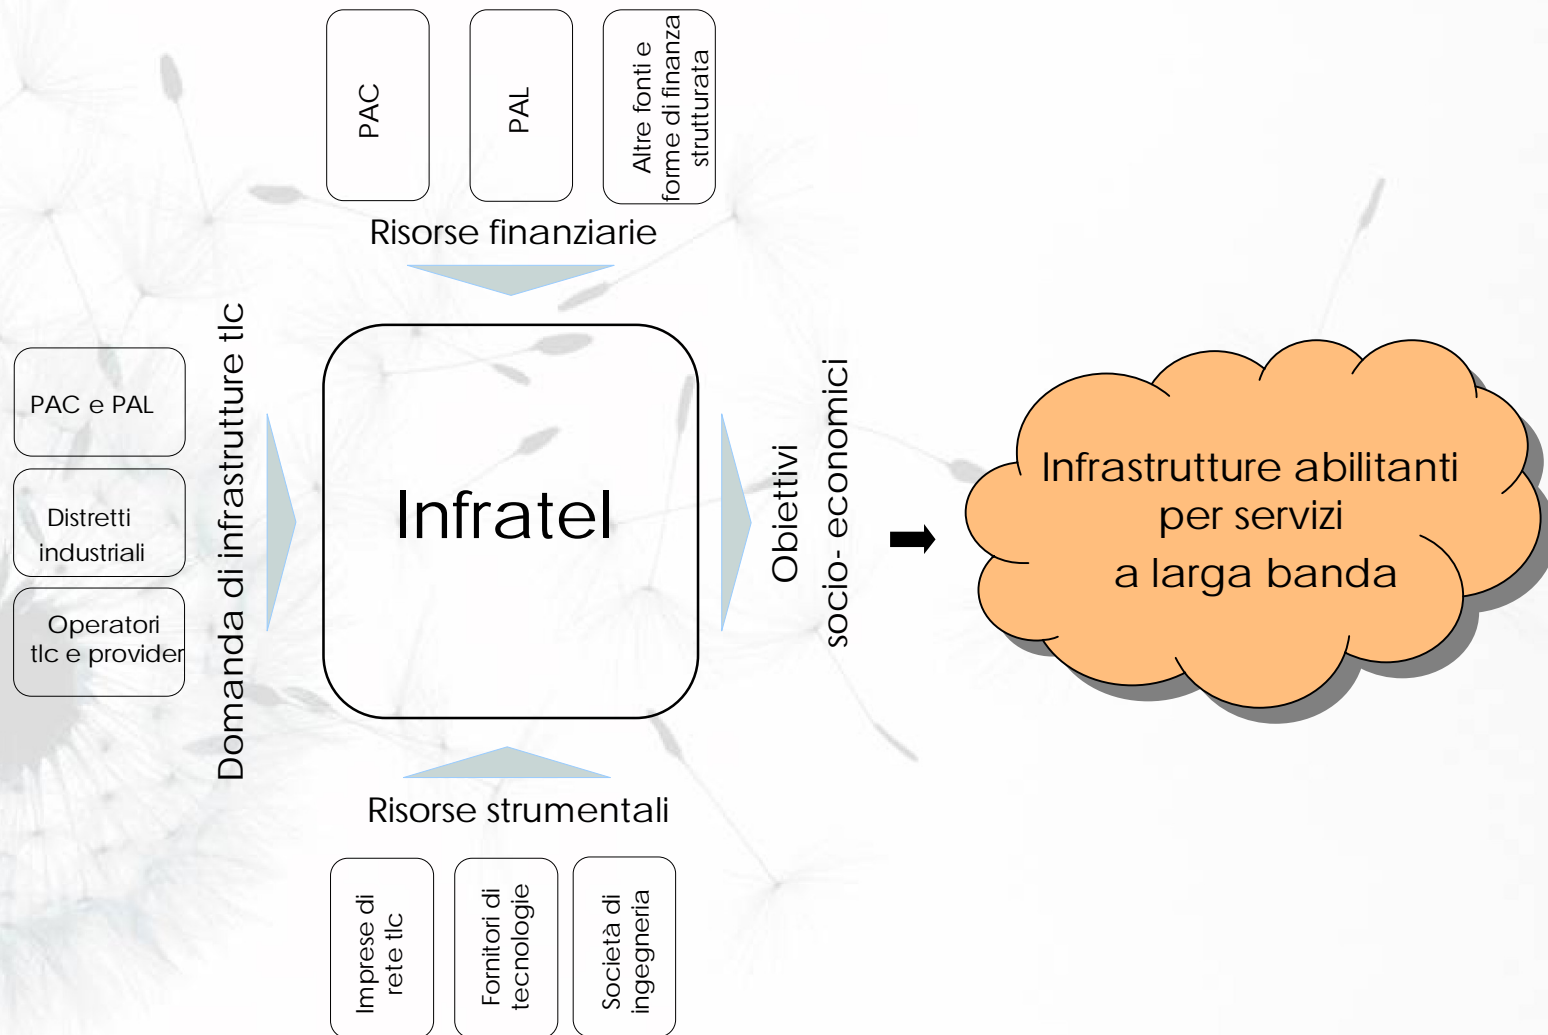 PAC
PAL
Altre fonti e
forme di finanza
strutturata
Risorse finanziarie
PAC e PAL
Distretti
industriali
Operatori
tlc e provider
Domanda di infrastrutture tlc
Infratel
Obiettivi
socio- economici
Infrastrutture abilitanti
per servizi
a larga banda
Risorse strumentali
Imprese di
rete tlc
Fornitori di
tecnologie
Società di
ingegneria